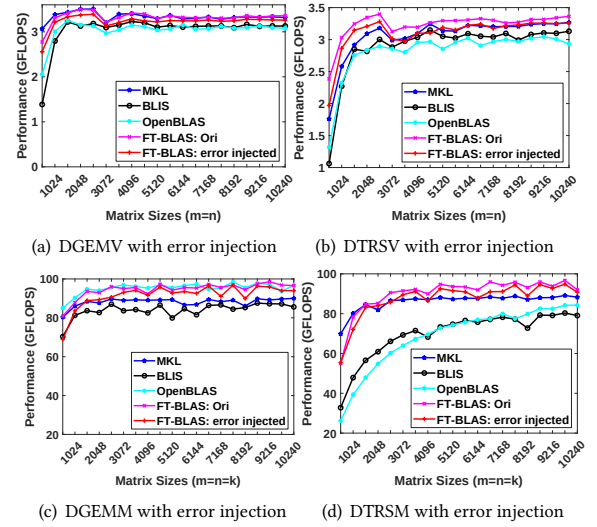 Performance (GFLOPS)
3
2
1
0
MKL
BLIS
OpenBLAS
FT-BLAS: Ori
FT-BLAS: error injected
1024 2048 3072 4096 5120 6144 7168 8192 9216 10240
Matrix Sizes (m=n)
(a) DGEMV with error injection
Performance (GFLOPS)
3.5
3
2.5
2
1.5
1
MKL
BLIS
OpenBLAS
FT-BLAS: Ori
FT-BLAS: error injected
1024 2048 3072 4096 5120 6144 7168 8192 9216 10240
Matrix Sizes (m=n)
(b) DTRSV with error injection
Performance (GFLOPS)
100
80
60
40
20
MKL
BLIS
OpenBLAS
FT-BLAS: Ori
FT-BLAS: error injected
1024 2048 3072 4096 5120 6144 7168 8192 9216 10240
Matrix Sizes (m=n=k)
(c) DGEMM with error injection
Performance (GFLOPS)
100
80
60
40
20
MKL
BLIS
OpenBLAS
FT-BLAS: Ori
FT-BLAS: error injected
1024 2048 3072 4096 5120 6144 7168 8192 9216 10240
Matrix Sizes (m=n=k)
(d) DTRSM with error injection